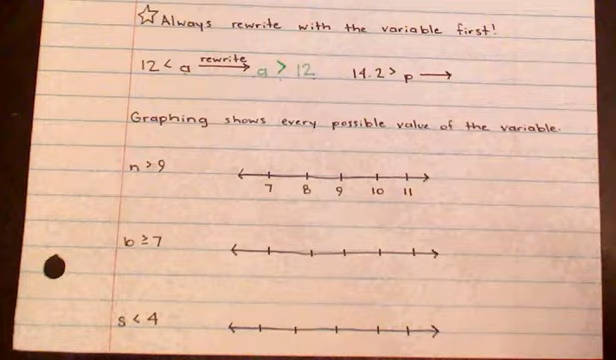 ☆ Always rewrite with the variable first!
12 < a rewrite→ a > 12 14.2 > p →
Graphing shows every possible value of the variable.
n > 9
7 8 9 10 11
b ≥ 7
s < 4